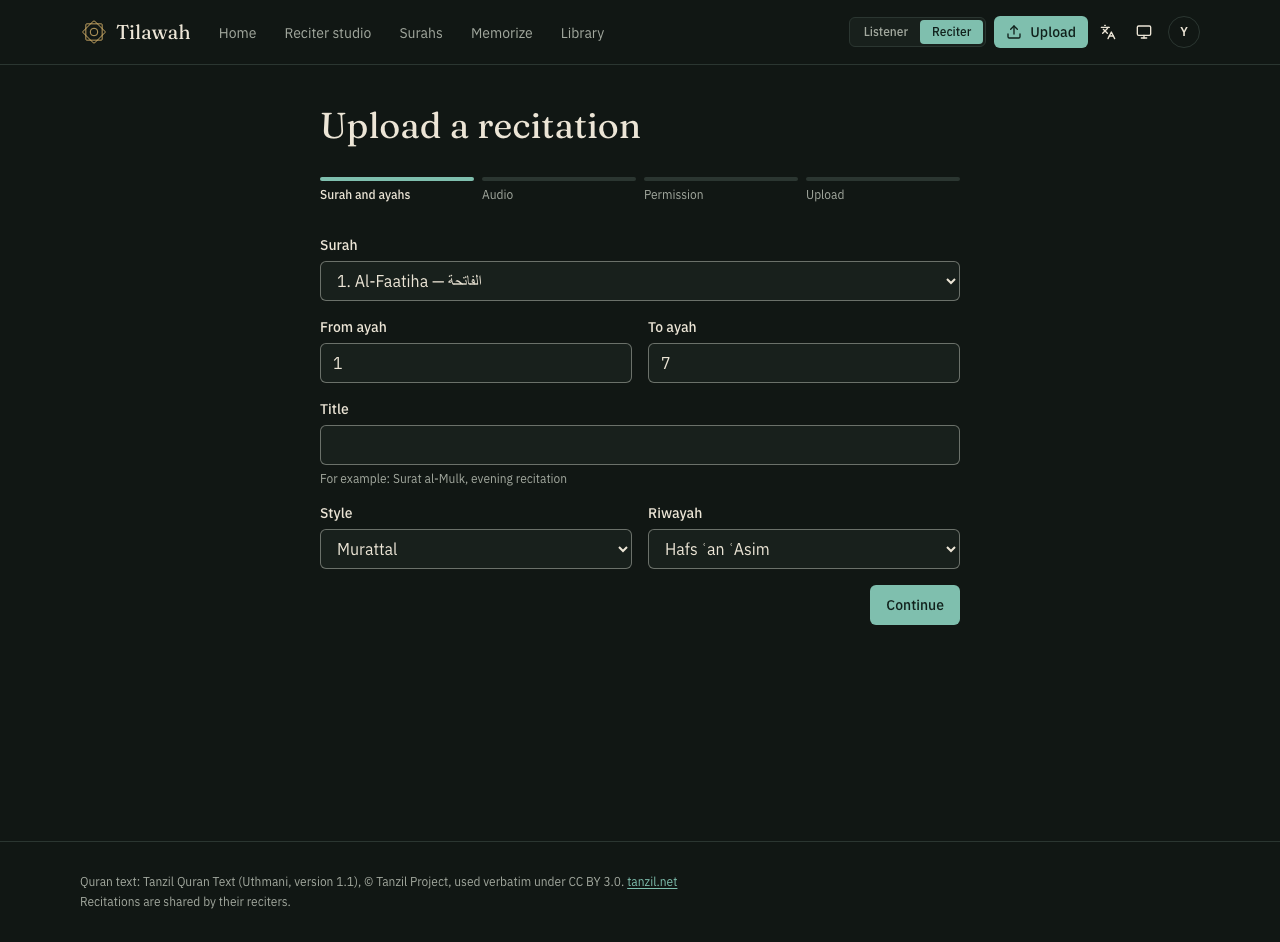 Tilawah
Home
Reciter studio
Surahs
Memorize
Library
Listener
Reciter
Upload
Y
Upload a recitation
Surah and ayahs
Audio
Permission
Upload
Surah
1. Al-Faatiha — الفاتحة
From ayah
To ayah
1
7
Title
For example: Surat al-Mulk, evening recitation
Style
Riwayah
Murattal
Hafs ʿan ʿAsim
Continue
Quran text: Tanzil Quran Text (Uthmani, version 1.1), © Tanzil Project, used verbatim under CC BY 3.0. tanzil.net
Recitations are shared by their reciters.